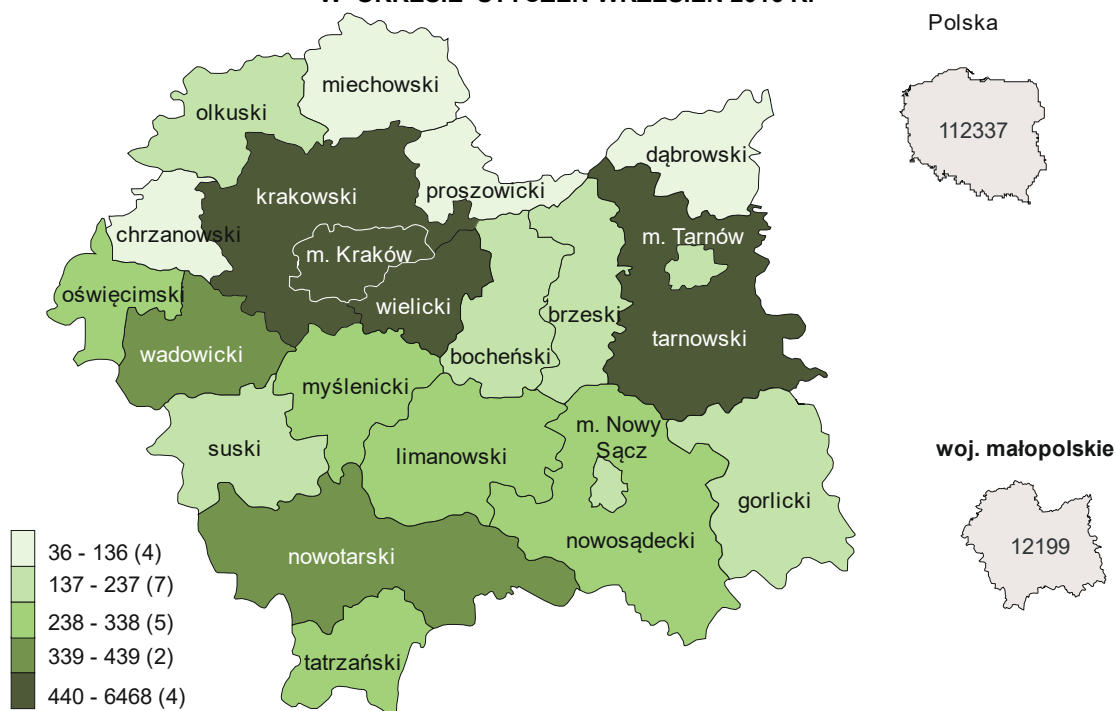 Polska
112337
miechowski
olkuski
dąbrowski
krakowski
proszowicki
chrzanowski
m. Tarnów
m. Kraków
oświęcimski
wielicki
brzeski
tarnowski
wadowicki
bocheński
myślenicki
m. Nowy
Sącz
suski
limanowski
woj. małopolskie
gorlicki
12199
nowosądecki
nowotarski
tatrzański
36 - 136 (4)
137 - 237 (7)
238 - 338 (5)
339 - 439 (2)
440 - 6468 (4)